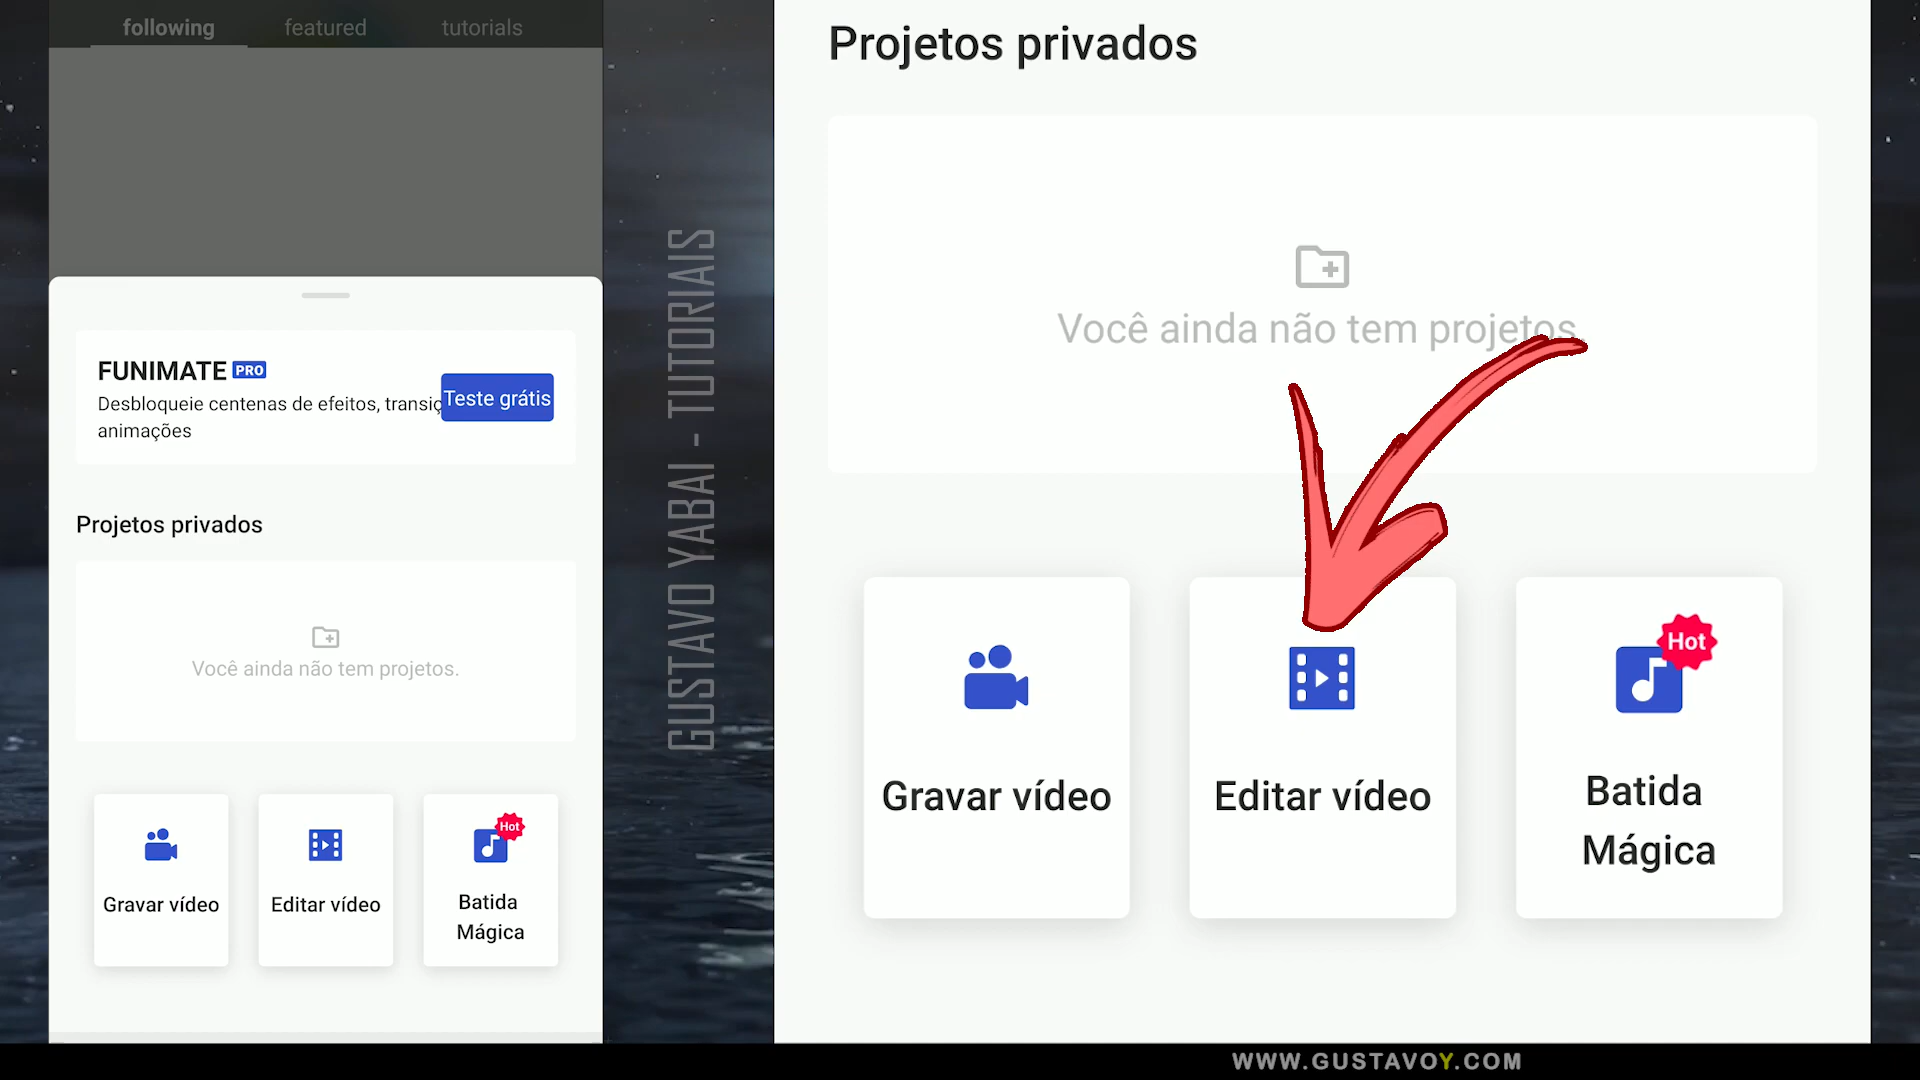 following
featured
tutorials
FUNIMATE PRO
Desbloqueie centenas de efeitos, transiç
animações
Teste grátis
Projetos privados
Você ainda não tem projetos.
Gravar vídeo
Editar vídeo
Hot
Batida
Mágica
GUSTAVO YABAI - TUTORIAIS
Projetos privados
Você ainda não tem projetos.
Gravar vídeo
Editar vídeo
Hot
Batida
Mágica
WWW.GUSTAVOY.COM